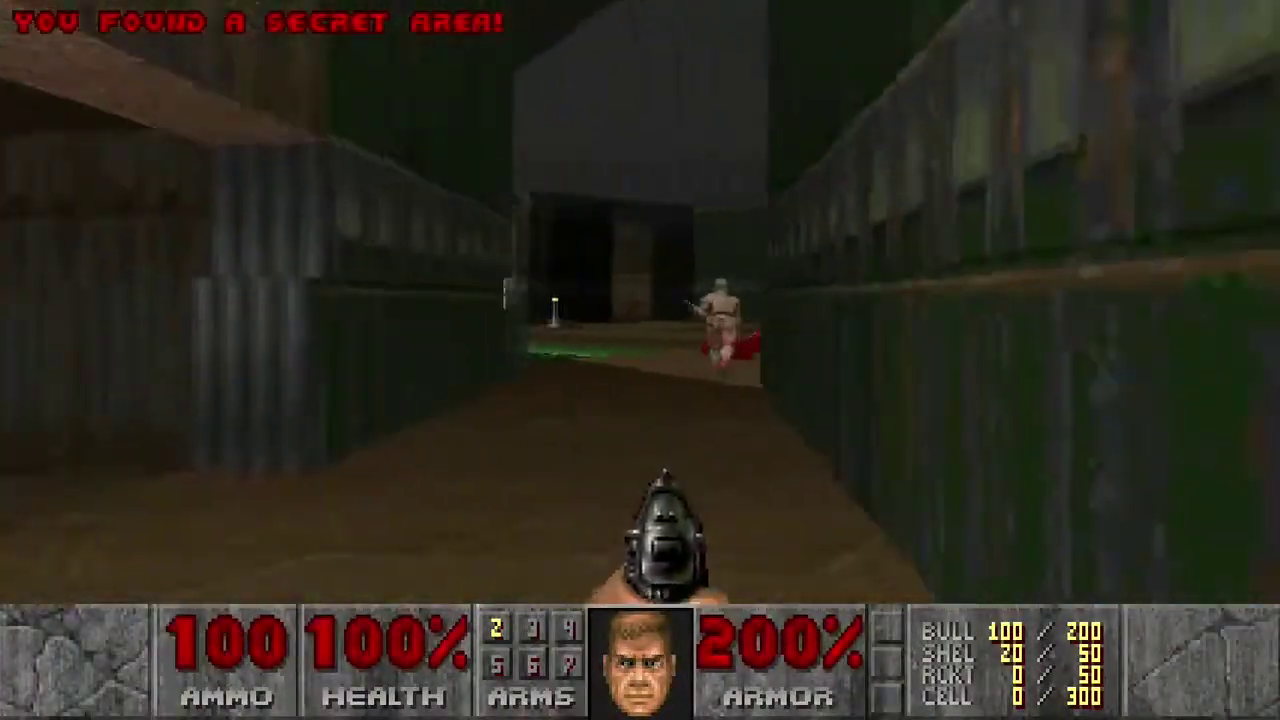 YOU FOUND A SECRET AREA!
100 100% 2 3 4 200%
5 6 7
AMMO HEALTH ARMS ARMOR
BULL 100 / 200
SHEL 20 / 50
RCKT 0 / 50
CELL 0 / 300